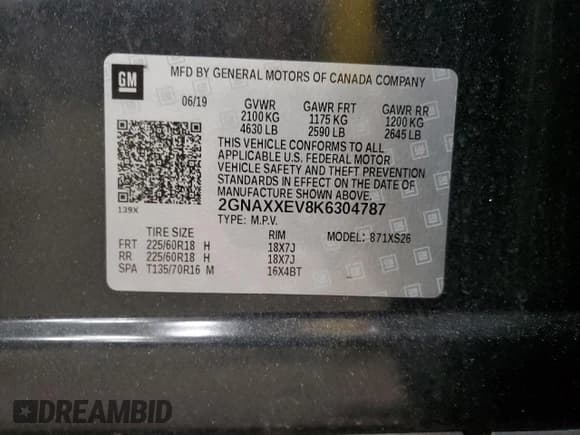 GM
MFD BY GENERAL MOTORS OF CANADA COMPANY
06/19 GVWR GAWR FRT GAWR RR
2100 KG 1175 KG 1200 KG
4630 LB 2590 LB 2645 LB
THIS VEHICLE CONFORMS TO ALL
APPLICABLE U.S. FEDERAL MOTOR
VEHICLE SAFETY AND THEFT PREVENTION
STANDARDS IN EFFECT ON THE DATE OF
MANUFACTURE SHOWN ABOVE.
139X
2GNAXXEV8K6304787
TYPE: M.P.V.
TIRE SIZE RIM MODEL: 871XS26
FRT 225/60R18 H 18X7J
RR 225/60R18 H 18X7J
SPA T135/70R16 M 16X4BT
DREAMBID